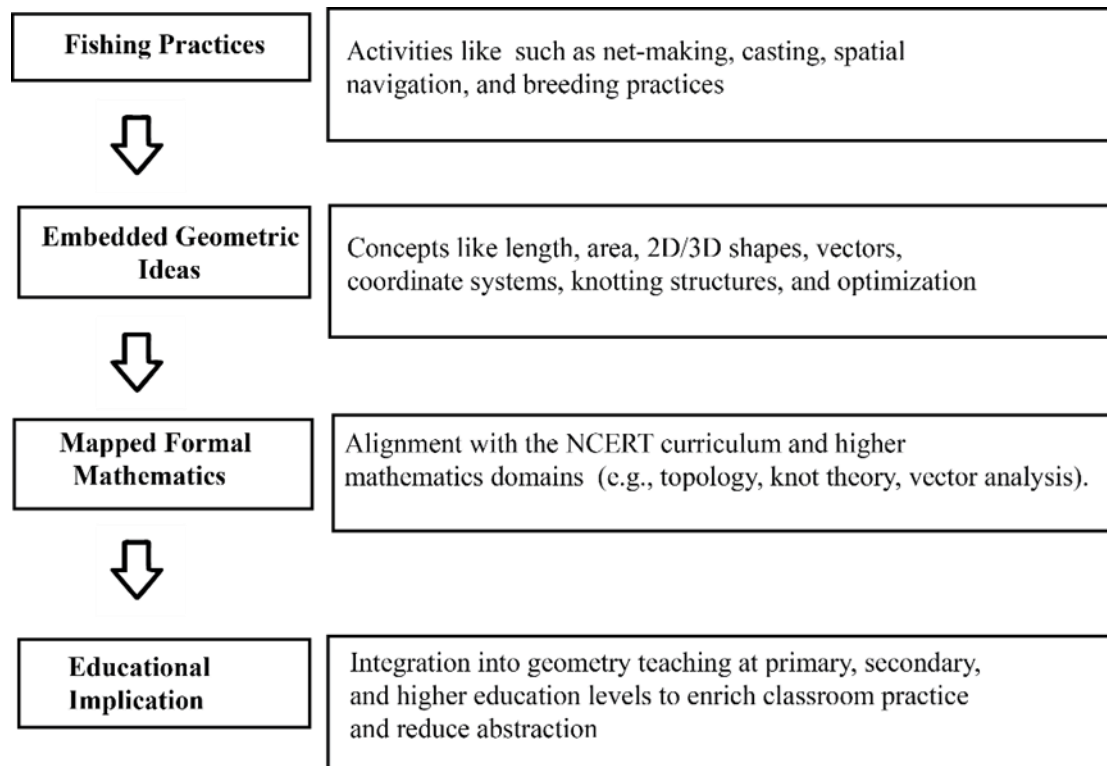 Fishing Practices
Activities like such as net-making, casting, spatial
navigation, and breeding practices
Embedded Geometric
Ideas
Concepts like length, area, 2D/3D shapes, vectors,
coordinate systems, knotting structures, and optimization
Mapped Formal
Mathematics
Alignment with the NCERT curriculum and higher
mathematics domains (e.g., topology, knot theory, vector analysis).
Educational
Implication
Integration into geometry teaching at primary, secondary,
and higher education levels to enrich classroom practice
and reduce abstraction